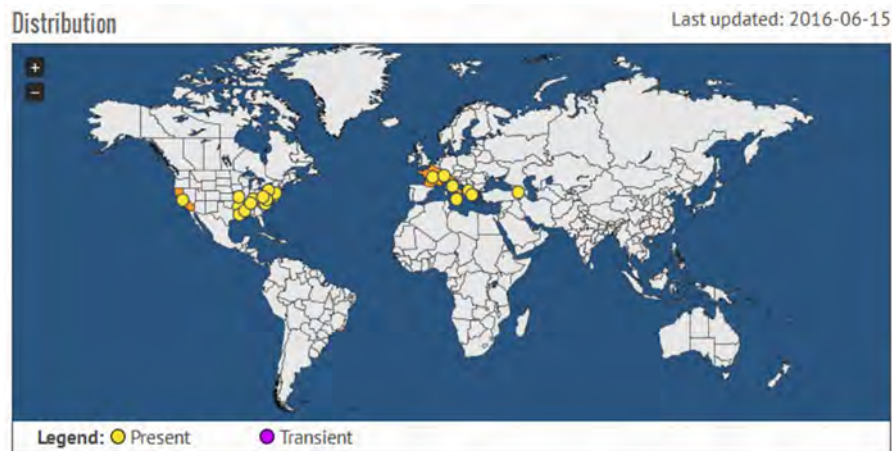 Distribution
Last updated: 2016-06-15
+
−
Legend: Present Transient